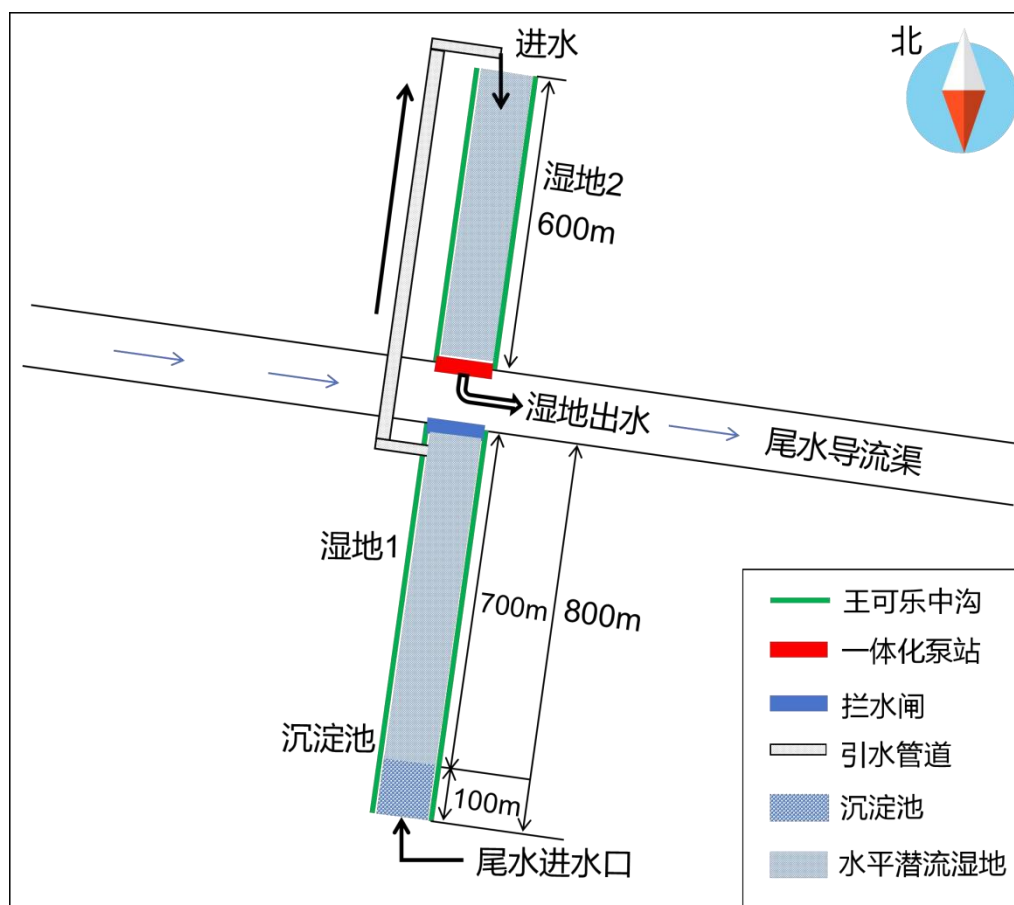 进水
北
湿地2
600m
湿地出水
尾水导流渠
湿地1
700m
800m
沉淀池
100m
尾水进水口
王可乐中沟
一体化泵站
拦水闸
引水管道
沉淀池
水平潜流湿地